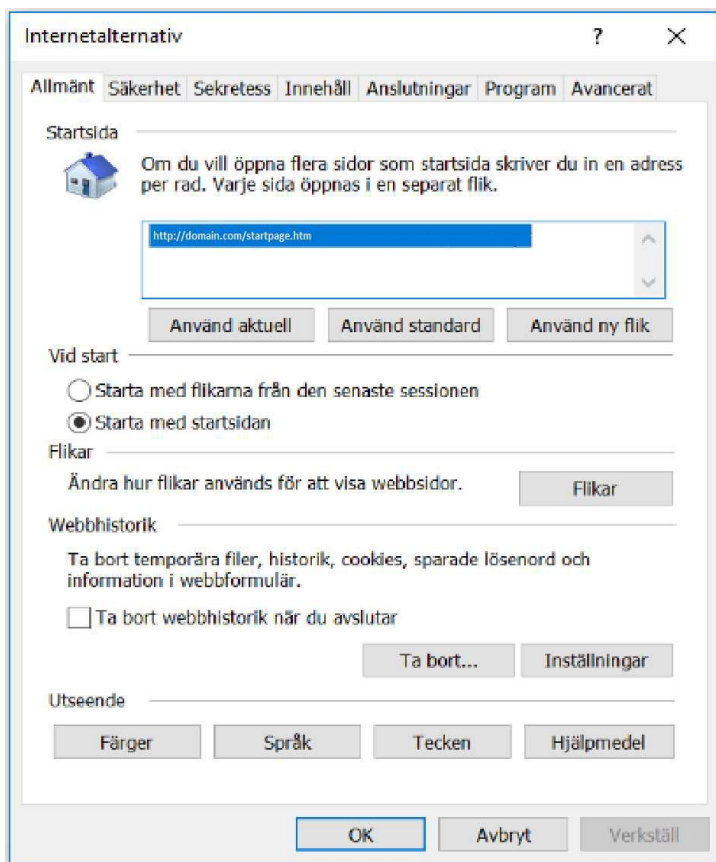 Internetalternativ
Allmänt Säkerhet Sekretess Innehåll Anslutningar Program Avancerat
Startsida
Om du vill öppna flera sidor som startsida skriver du in en adress
per rad. Varje sida öppnas i en separat flik.
http://domain.com/startpage.htm
Använd aktuell Använd standard Använd ny flik
Vid start
Starta med flikarna från den senaste sessionen
Starta med startsidan
Flikar
Ändra hur flikar används för att visa webbsidor.
Flikar
Webbhistorik
Ta bort temporära filer, historik, cookies, sparade lösenord och
information i webbformulär.
Ta bort webbhistorik när du avslutar
Ta bort... Inställningar
Utseende
Färger Språk Tecken Hjälpmedel
OK Avbryt Verkställ